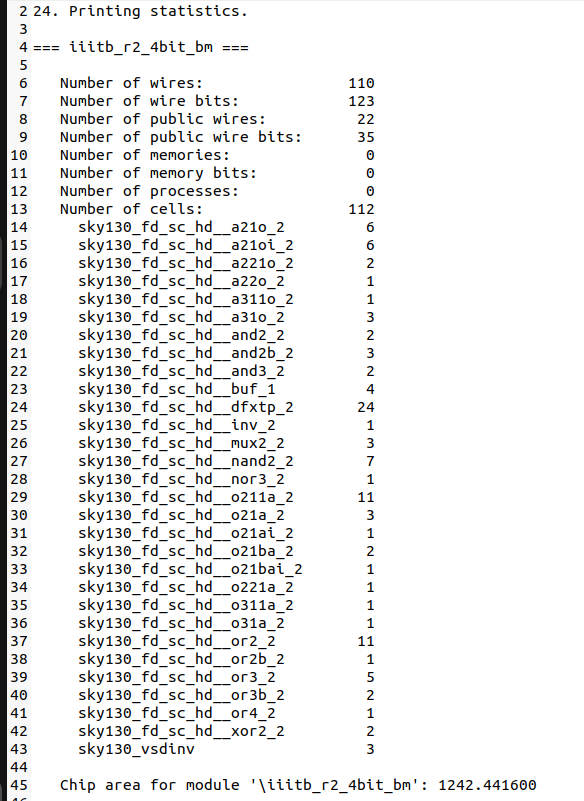 2 24. Printing statistics.
3
4 === iiitb_r2_4bit_bm ===
5
6 Number of wires: 110
7 Number of wire bits: 123
8 Number of public wires: 22
9 Number of public wire bits: 35
10 Number of memories: 0
11 Number of memory bits: 0
12 Number of processes: 0
13 Number of cells: 112
14 sky130_fd_sc_hd__a21o_2 6
15 sky130_fd_sc_hd__a21oi_2 6
16 sky130_fd_sc_hd__a221o_2 2
17 sky130_fd_sc_hd__a22o_2 1
18 sky130_fd_sc_hd__a311o_2 1
19 sky130_fd_sc_hd__a31o_2 3
20 sky130_fd_sc_hd__and2_2 2
21 sky130_fd_sc_hd__and2b_2 3
22 sky130_fd_sc_hd__and3_2 2
23 sky130_fd_sc_hd__buf_1 4
24 sky130_fd_sc_hd__dfxtp_2 24
25 sky130_fd_sc_hd__inv_2 1
26 sky130_fd_sc_hd__mux2_2 3
27 sky130_fd_sc_hd__nand2_2 7
28 sky130_fd_sc_hd__nor3_2 1
29 sky130_fd_sc_hd__o211a_2 11
30 sky130_fd_sc_hd__o21a_2 3
31 sky130_fd_sc_hd__o21ai_2 1
32 sky130_fd_sc_hd__o21ba_2 2
33 sky130_fd_sc_hd__o21bai_2 1
34 sky130_fd_sc_hd__o221a_2 1
35 sky130_fd_sc_hd__o311a_2 1
36 sky130_fd_sc_hd__o31a_2 1
37 sky130_fd_sc_hd__or2_2 11
38 sky130_fd_sc_hd__or2b_2 1
39 sky130_fd_sc_hd__or3_2 5
40 sky130_fd_sc_hd__or3b_2 2
41 sky130_fd_sc_hd__or4_2 1
42 sky130_fd_sc_hd__xor2_2 2
43 sky130_vsdinv 3
44
45 Chip area for module '\iiitb_r2_4bit_bm': 1242.441600